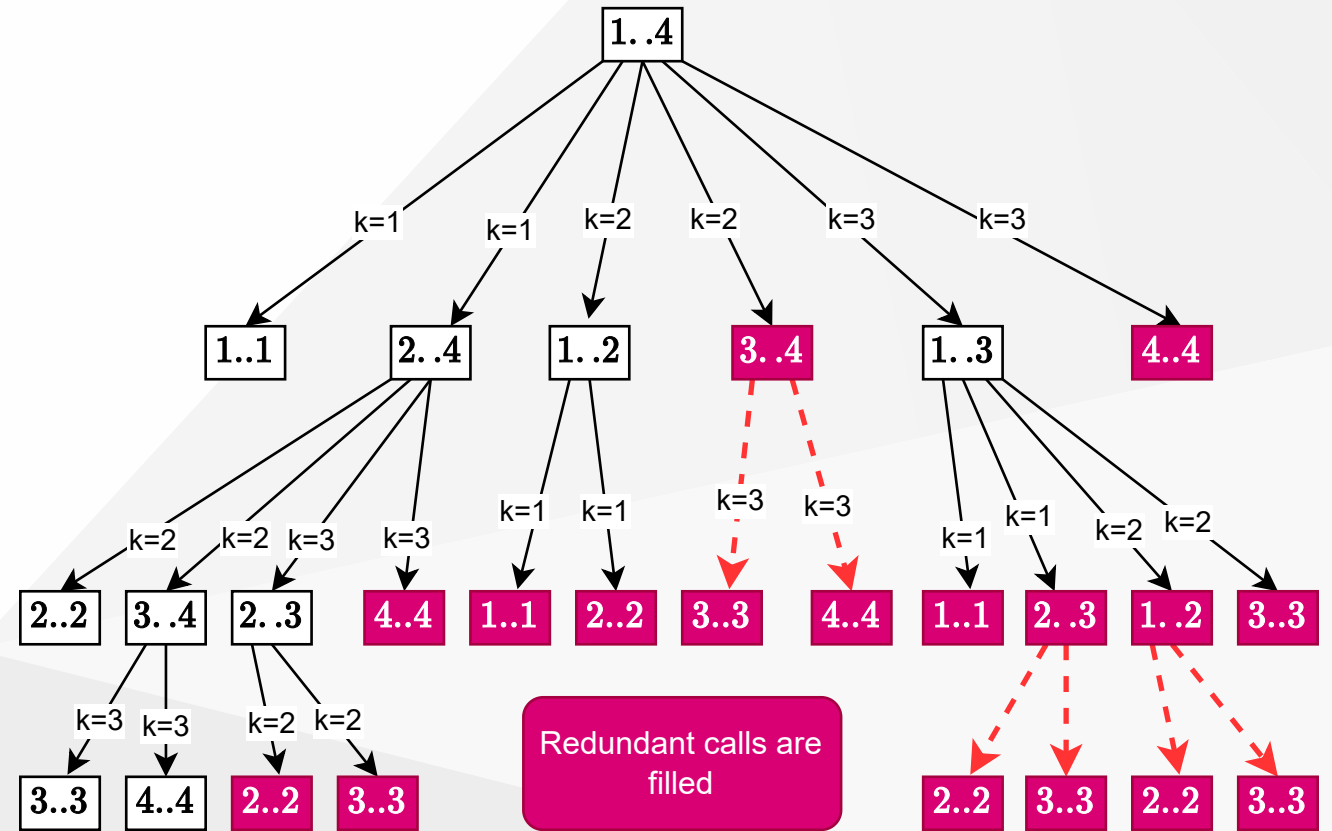 1. .4
k=1 k=1 k=2 k=2 k=3 k=3
1..1 2. .4 1. .2 3. .4 1..3 4..4
k=2 k=2 k=3 k=3 k=1 k=1 k=3 k=3 k=1 k=1 k=2 k=2
2..2 3. .4 2. .3 4..4 1..1 2..2 3..3 4..4 1..1 2. .3 1. .2 3..3
k=3 k=3 k=2 k=2
Redundant calls are
filled
3..3 4..4 2..2 3..3 2..2 3..3 2..2 3..3